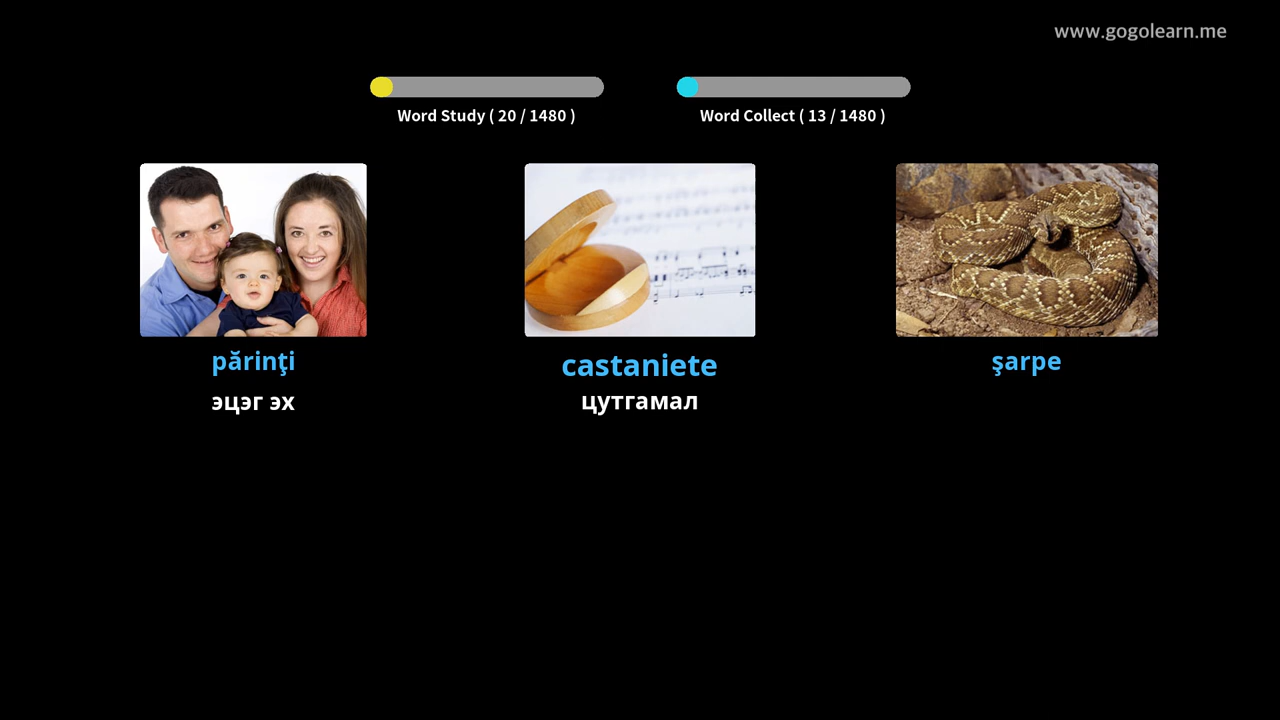 www.gogolearn.me
Word Study ( 20 / 1480 )
Word Collect ( 13 / 1480 )
părinţi
castaniete
şarpe
эцэг эх
цутгамал